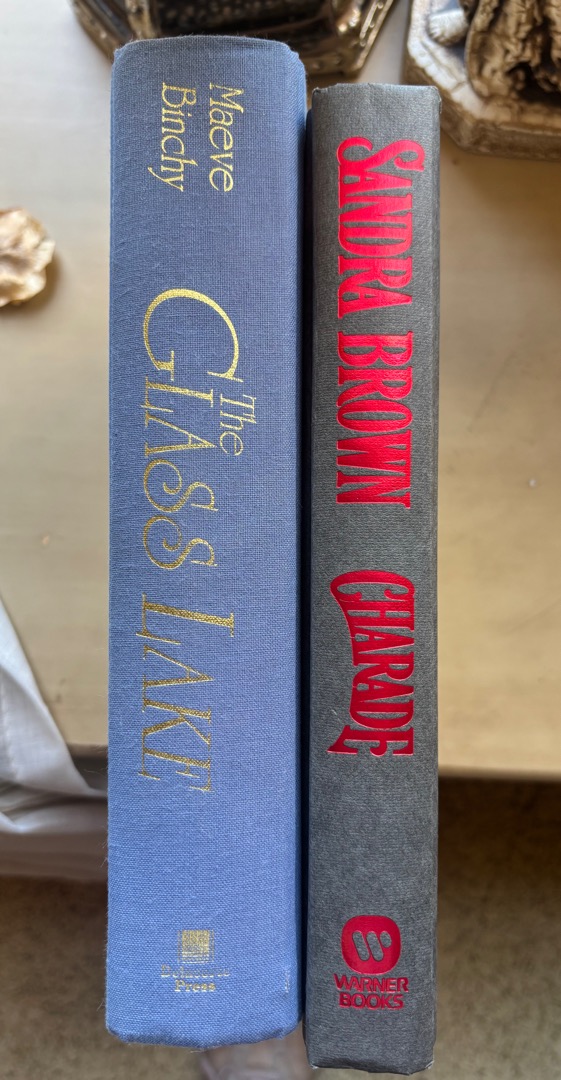 Maeve
Binchy
The
GLASS LAKE
Press
SANDRA BROWN
CHARADE
WARNER
BOOKS